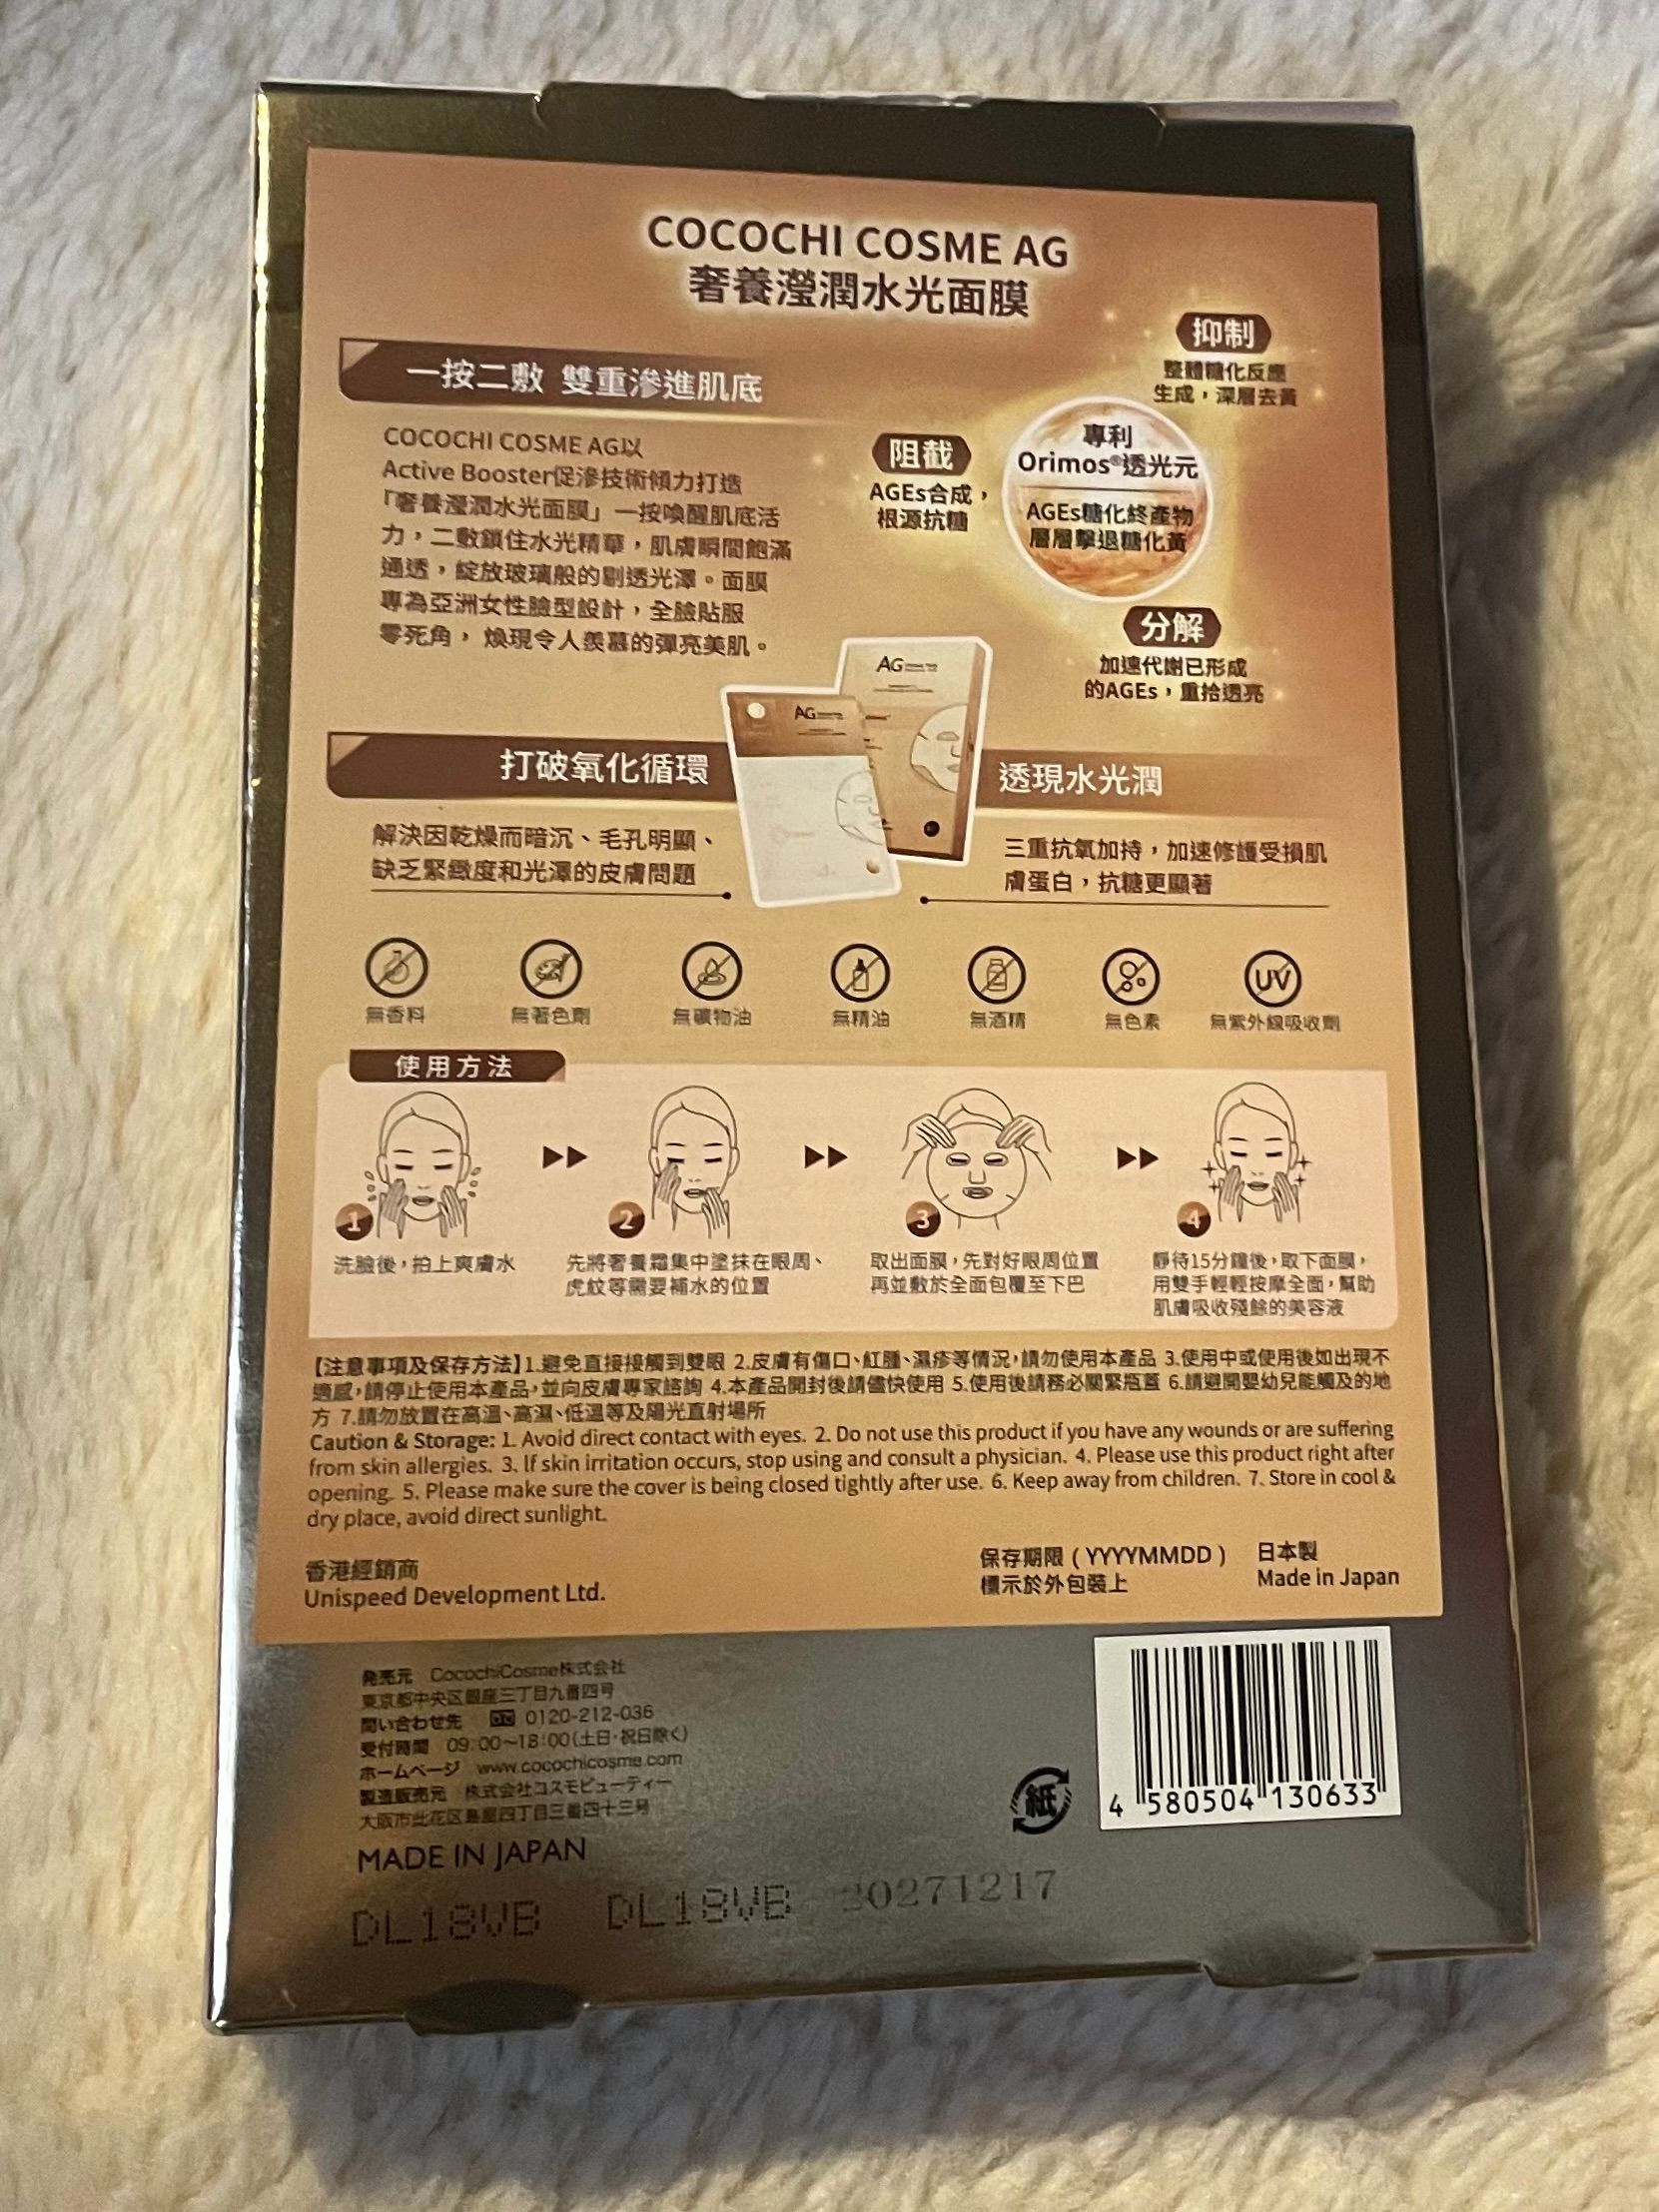 COCOCHI COSME AG
奢養瀅潤水光面膜
一按二敷 雙重滲進肌底
COCOCHI COSME AG以
Active Booster促滲技術傾力打造
「奢養瀅潤水光面膜」一按喚醒肌底活
力，二敷鎖住水光精華，肌膚瞬間飽滿
通透，綻放玻璃般的剔透光澤。面膜
專為亞洲女性臉型設計，全臉貼服
零死角， 煥現令人羨慕的彈亮美肌。
抑制
整體糖化反應
生成，深層去黃
阻截
AGEs合成，
根源抗糖
專利
Orimos®透光元
AGEs糖化終產物
層層擊退糖化黃
分解
加速代謝已形成
的AGEs，重拾透亮
AG
AG
打破氧化循環
解決因乾燥而暗沉、毛孔明顯、
缺乏緊緻度和光澤的皮膚問題
透現水光潤
三重抗氧加持，加速修護受損肌
膚蛋白，抗糖更顯著
無香料
無著色劑
無礦物油
無精油
無酒精
無色素
UV
無紫外線吸收劑
使用方法
1
洗臉後，拍上爽膚水
2
先將奢養霜集中塗抹在眼周、
虎紋等需要補水的位置
3
取出面膜，先對好眼周位置
再並敷於全面包覆至下巴
4
靜待15分鐘後，取下面膜，
用雙手輕輕按摩全面，幫助
肌膚吸收殘餘的美容液
【注意事項及保存方法】1.避免直接接觸到雙眼 2.皮膚有傷口、紅腫、濕疹等情況，請勿使用本產品 3.使用中或使用後如出現不
適感，請停止使用本產品，並向皮膚專家諮詢 4.本產品開封後請儘快使用 5.使用後請務必關緊瓶蓋 6.請避開嬰幼兒能觸及的地
方 7.請勿放置在高溫、高濕、低溫等及陽光直射場所
Caution & Storage: 1. Avoid direct contact with eyes. 2. Do not use this product if you have any wounds or are suffering
from skin allergies. 3. If skin irritation occurs, stop using and consult a physician. 4. Please use this product right after
opening. 5. Please make sure the cover is being closed tightly after use. 6. Keep away from children. 7. Store in cool &
dry place, avoid direct sunlight.
香港經銷商
Unispeed Development Ltd.
保存期限 ( YYYYMMDD )
標示於外包裝上
日本製
Made in Japan
発売元 CocochiCosme株式会社
東京都中央区銀座三丁目九番四号
問い合わせ先 0120-212-036
受付時間 09:00~18:00(土日・祝日除く)
ホームページ www.cocochicosme.com
製造販売元 株式会社コスモビューティー
大阪市此花区島屋四丁目三番四十三号
MADE IN JAPAN
紙
4 580504 130633
DL18VB DL18VB 20271217